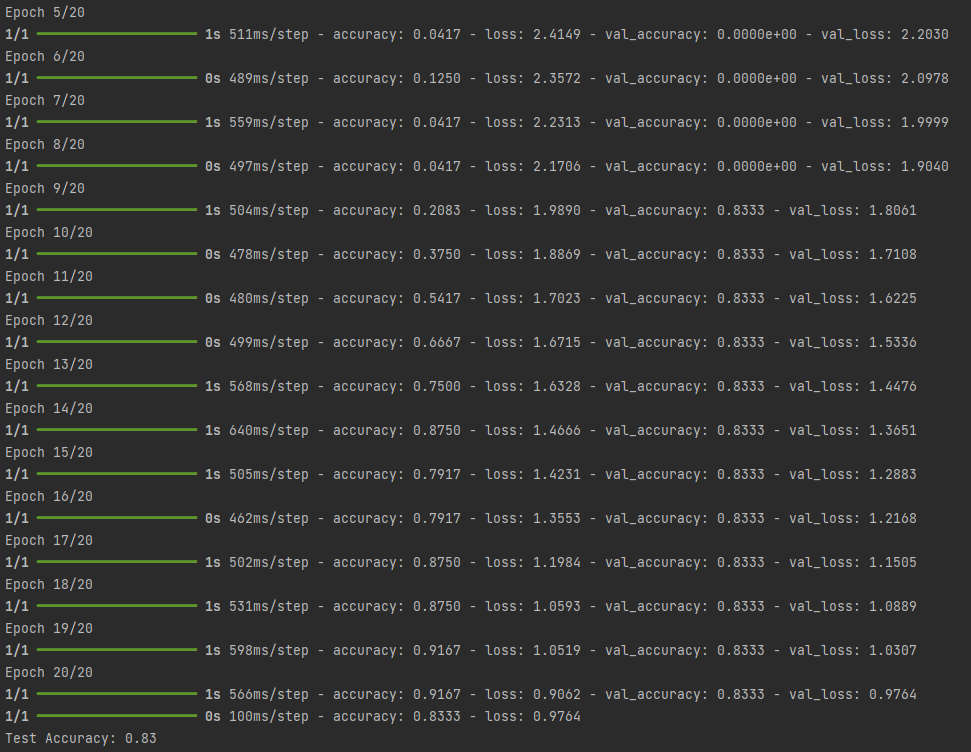 Epoch 5/20
1/1 ━━━━━━━━━━━━━━━━━━━━ 1s 511ms/step - accuracy: 0.0417 - loss: 2.4149 - val_accuracy: 0.0000e+00 - val_loss: 2.2030
Epoch 6/20
1/1 ━━━━━━━━━━━━━━━━━━━━ 0s 489ms/step - accuracy: 0.1250 - loss: 2.3572 - val_accuracy: 0.0000e+00 - val_loss: 2.0978
Epoch 7/20
1/1 ━━━━━━━━━━━━━━━━━━━━ 1s 559ms/step - accuracy: 0.0417 - loss: 2.2313 - val_accuracy: 0.0000e+00 - val_loss: 1.9999
Epoch 8/20
1/1 ━━━━━━━━━━━━━━━━━━━━ 0s 497ms/step - accuracy: 0.0417 - loss: 2.1706 - val_accuracy: 0.0000e+00 - val_loss: 1.9040
Epoch 9/20
1/1 ━━━━━━━━━━━━━━━━━━━━ 1s 504ms/step - accuracy: 0.2083 - loss: 1.9890 - val_accuracy: 0.8333 - val_loss: 1.8061
Epoch 10/20
1/1 ━━━━━━━━━━━━━━━━━━━━ 0s 478ms/step - accuracy: 0.3750 - loss: 1.8869 - val_accuracy: 0.8333 - val_loss: 1.7108
Epoch 11/20
1/1 ━━━━━━━━━━━━━━━━━━━━ 0s 480ms/step - accuracy: 0.5417 - loss: 1.7023 - val_accuracy: 0.8333 - val_loss: 1.6225
Epoch 12/20
1/1 ━━━━━━━━━━━━━━━━━━━━ 0s 499ms/step - accuracy: 0.6667 - loss: 1.6715 - val_accuracy: 0.8333 - val_loss: 1.5336
Epoch 13/20
1/1 ━━━━━━━━━━━━━━━━━━━━ 1s 568ms/step - accuracy: 0.7500 - loss: 1.6328 - val_accuracy: 0.8333 - val_loss: 1.4476
Epoch 14/20
1/1 ━━━━━━━━━━━━━━━━━━━━ 1s 640ms/step - accuracy: 0.8750 - loss: 1.4666 - val_accuracy: 0.8333 - val_loss: 1.3651
Epoch 15/20
1/1 ━━━━━━━━━━━━━━━━━━━━ 1s 505ms/step - accuracy: 0.7917 - loss: 1.4231 - val_accuracy: 0.8333 - val_loss: 1.2883
Epoch 16/20
1/1 ━━━━━━━━━━━━━━━━━━━━ 0s 462ms/step - accuracy: 0.7917 - loss: 1.3553 - val_accuracy: 0.8333 - val_loss: 1.2168
Epoch 17/20
1/1 ━━━━━━━━━━━━━━━━━━━━ 1s 502ms/step - accuracy: 0.8750 - loss: 1.1984 - val_accuracy: 0.8333 - val_loss: 1.1505
Epoch 18/20
1/1 ━━━━━━━━━━━━━━━━━━━━ 1s 531ms/step - accuracy: 0.8750 - loss: 1.0593 - val_accuracy: 0.8333 - val_loss: 1.0889
Epoch 19/20
1/1 ━━━━━━━━━━━━━━━━━━━━ 1s 598ms/step - accuracy: 0.9167 - loss: 1.0519 - val_accuracy: 0.8333 - val_loss: 1.0307
Epoch 20/20
1/1 ━━━━━━━━━━━━━━━━━━━━ 1s 566ms/step - accuracy: 0.9167 - loss: 0.9062 - val_accuracy: 0.8333 - val_loss: 0.9764
1/1 ━━━━━━━━━━━━━━━━━━━━ 0s 100ms/step - accuracy: 0.8333 - loss: 0.9764
Test Accuracy: 0.83